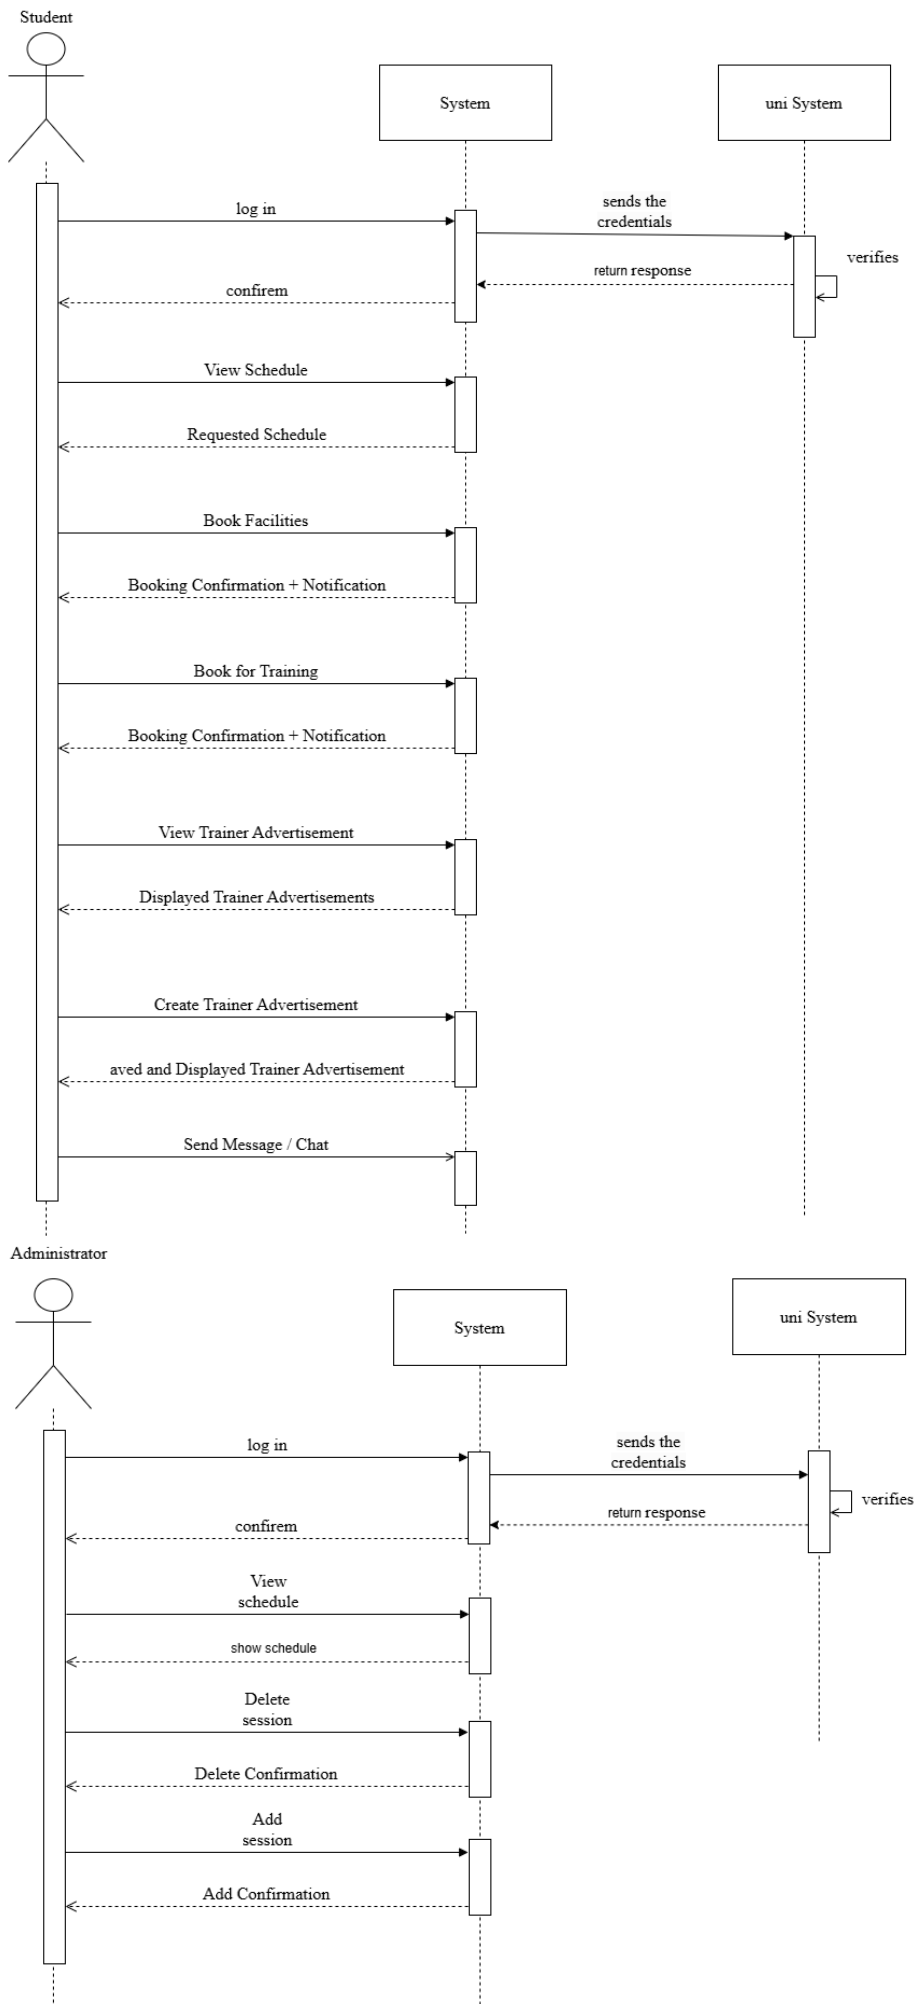 Student
System
uni System
log in
sends the
credentials
verifies
return response
confirem
View Schedule
Requested Schedule
Book Facilities
Booking Confirmation + Notification
Book for Training
Booking Confirmation + Notification
View Trainer Advertisement
Displayed Trainer Advertisements
Create Trainer Advertisement
aved and Displayed Trainer Advertisement
Send Message / Chat
Administrator
System
uni System
log in
sends the
credentials
verifies
return response
confirem
View
schedule
show schedule
Delete
session
Delete Confirmation
Add
session
Add Confirmation